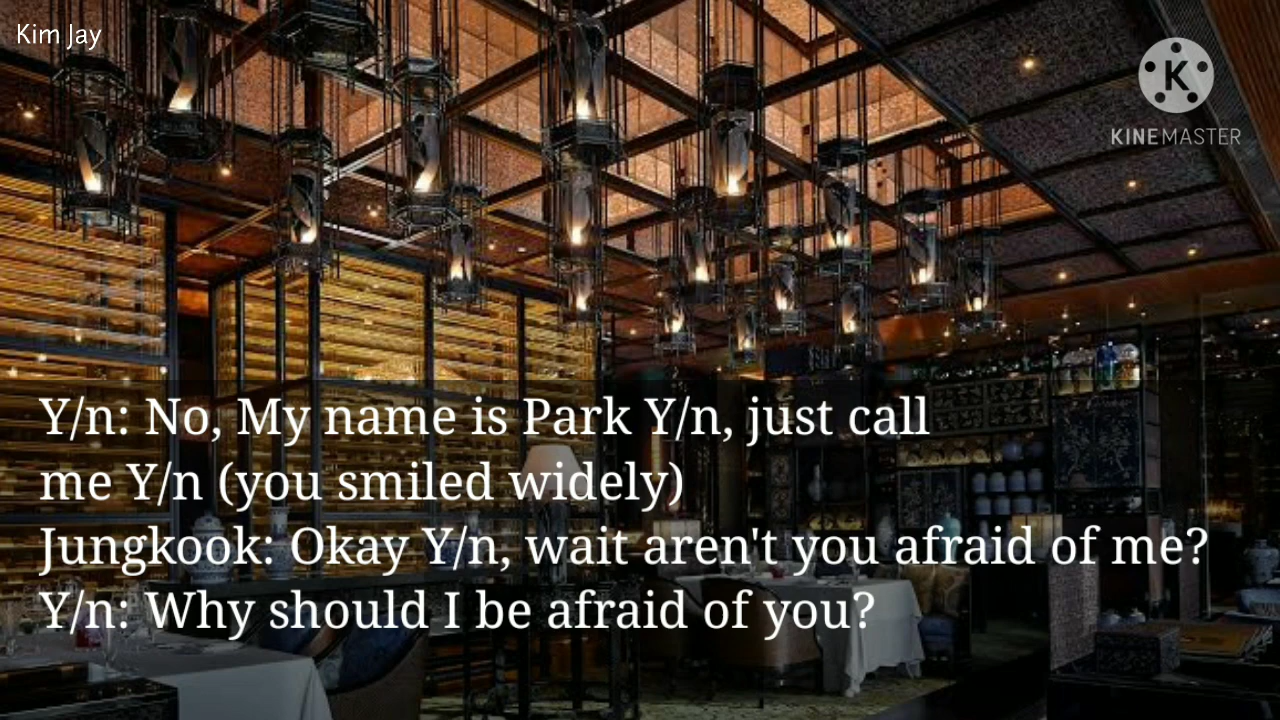 Kim Jay
KINEMASTER
Y/n: No, My name is Park Y/n, just call
me Y/n (you smiled widely)
Jungkook: Okay Y/n, wait aren't you afraid of me?
Y/n: Why should I be afraid of you?